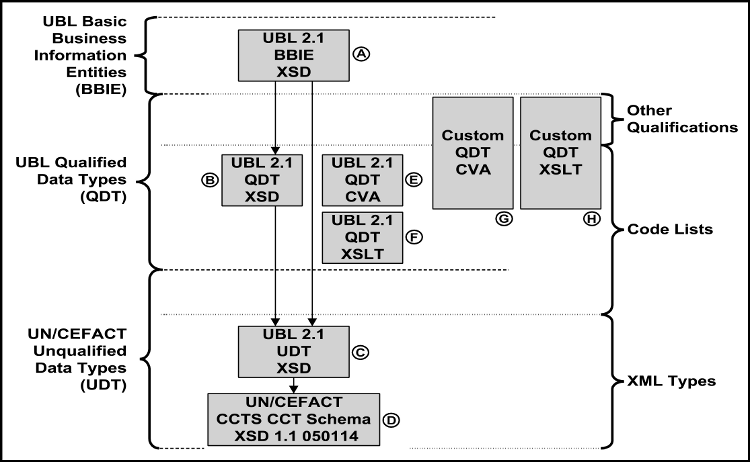 UBL Basic
Business
Information
Entities
(BBIE)
UBL 2.1
BBIE
XSD
A
Other
Qualifications
Custom
QDT
CVA
G
Custom
QDT
XSLT
H
UBL Qualified
Data Types
(QDT)
B
UBL 2.1
QDT
XSD
UBL 2.1
QDT
CVA
E
UBL 2.1
QDT
XSLT
F
Code Lists
UN/CEFACT
Unqualified
Data Types
(UDT)
UBL 2.1
UDT
XSD
C
UN/CEFACT
CCTS CCT Schema
XSD 1.1 050114
D
XML Types